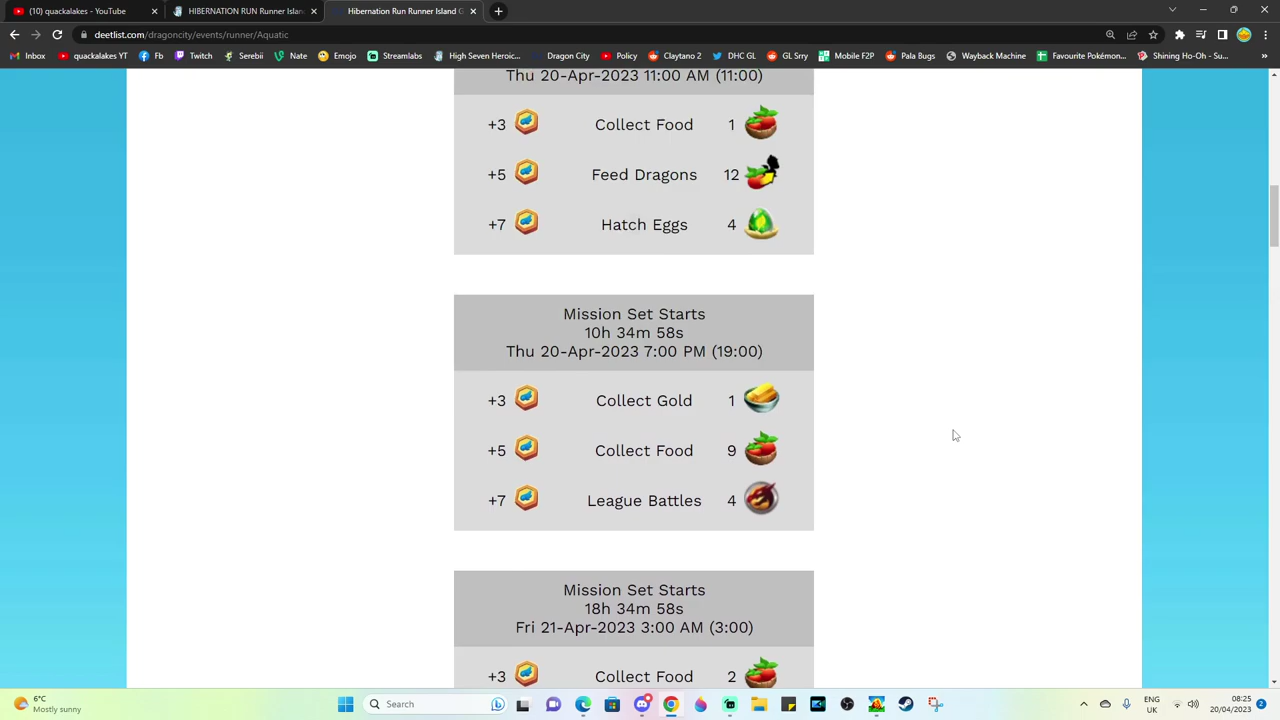 (10) quackalakes - YouTube
HIBERNATION RUN Runner Islan
Hibernation Run Runner Island G
deetlist.com/dragoncity/events/runner/Aquatic
Inbox
quackalakes YT
Fb
Twitch
Serebii
Vnte
Emojo
Streamlabs
High Seven Heroic...
Dragon City
Policy
Claytano 2
DHC GL
GL Srry
Mobile F2P
Pala Bugs
Wayback Machine
Favourite Pokémon...
Shining Ho-Oh - Su...
Thu 20-Apr-2023 11:00 AM (11:00)
+3 Collect Food 1
+5 Feed Dragons 12
+7 Hatch Eggs 4
Mission Set Starts
10h 34m 58s
Thu 20-Apr-2023 7:00 PM (19:00)
+3 Collect Gold 1
+5 Collect Food 9
+7 League Battles 4
Mission Set Starts
18h 34m 58s
Fri 21-Apr-2023 3:00 AM (3:00)
+3 Collect Food 2
6°C
Mostly sunny
Search
ENG
UK
08:25
20/04/2023